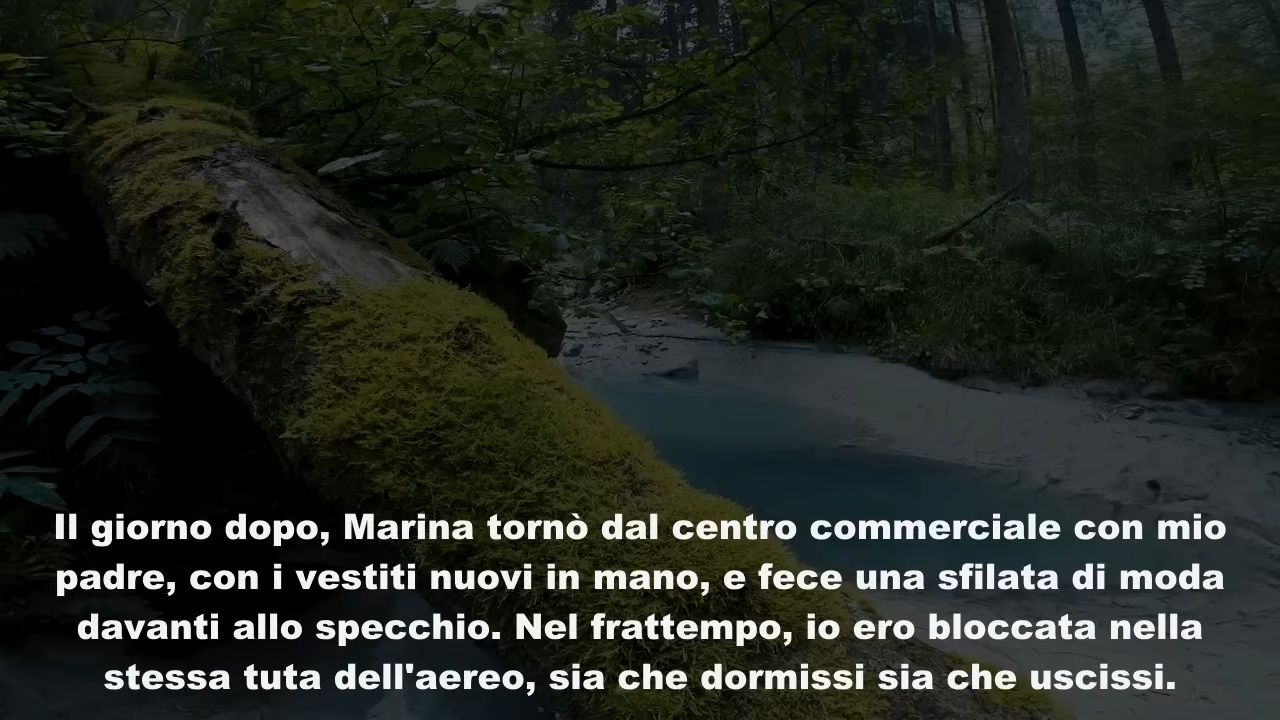 Il giorno dopo, Marina tornò dal centro commerciale con mio
padre, con i vestiti nuovi in mano, e fece una sfilata di moda
davanti allo specchio. Nel frattempo, io ero bloccata nella
stessa tuta dell'aereo, sia che dormissi sia che uscissi.